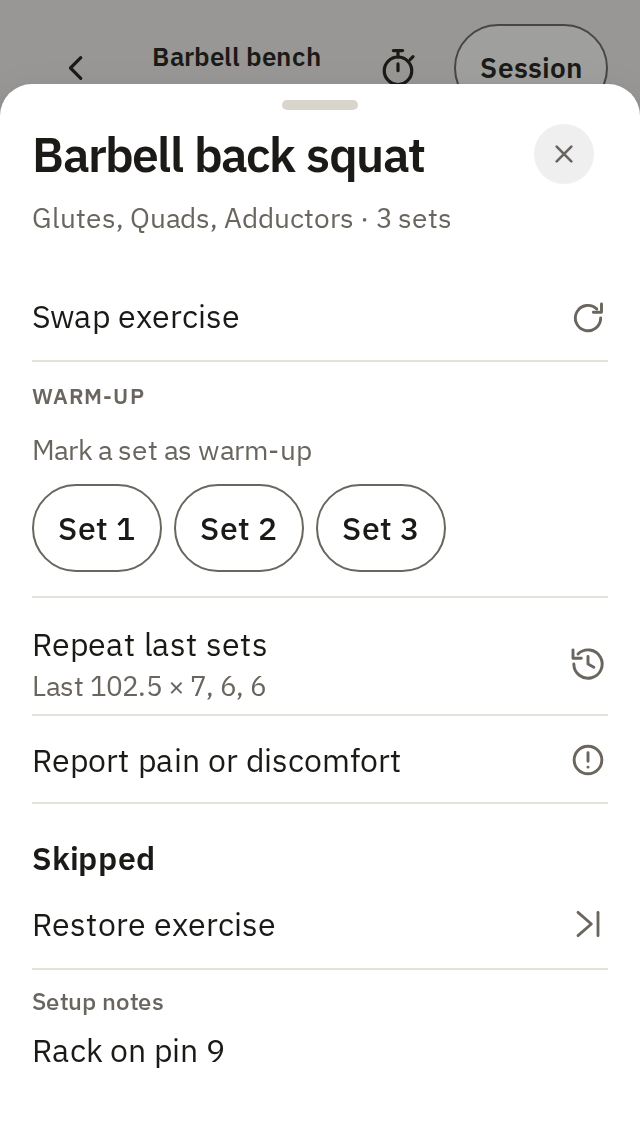 Barbell bench
Session
Barbell back squat
Glutes, Quads, Adductors · 3 sets
Swap exercise
WARM-UP
Mark a set as warm-up
Set 1
Set 2
Set 3
Repeat last sets
Last 102.5 × 7, 6, 6
Report pain or discomfort
Skipped
Restore exercise
Setup notes
Rack on pin 9